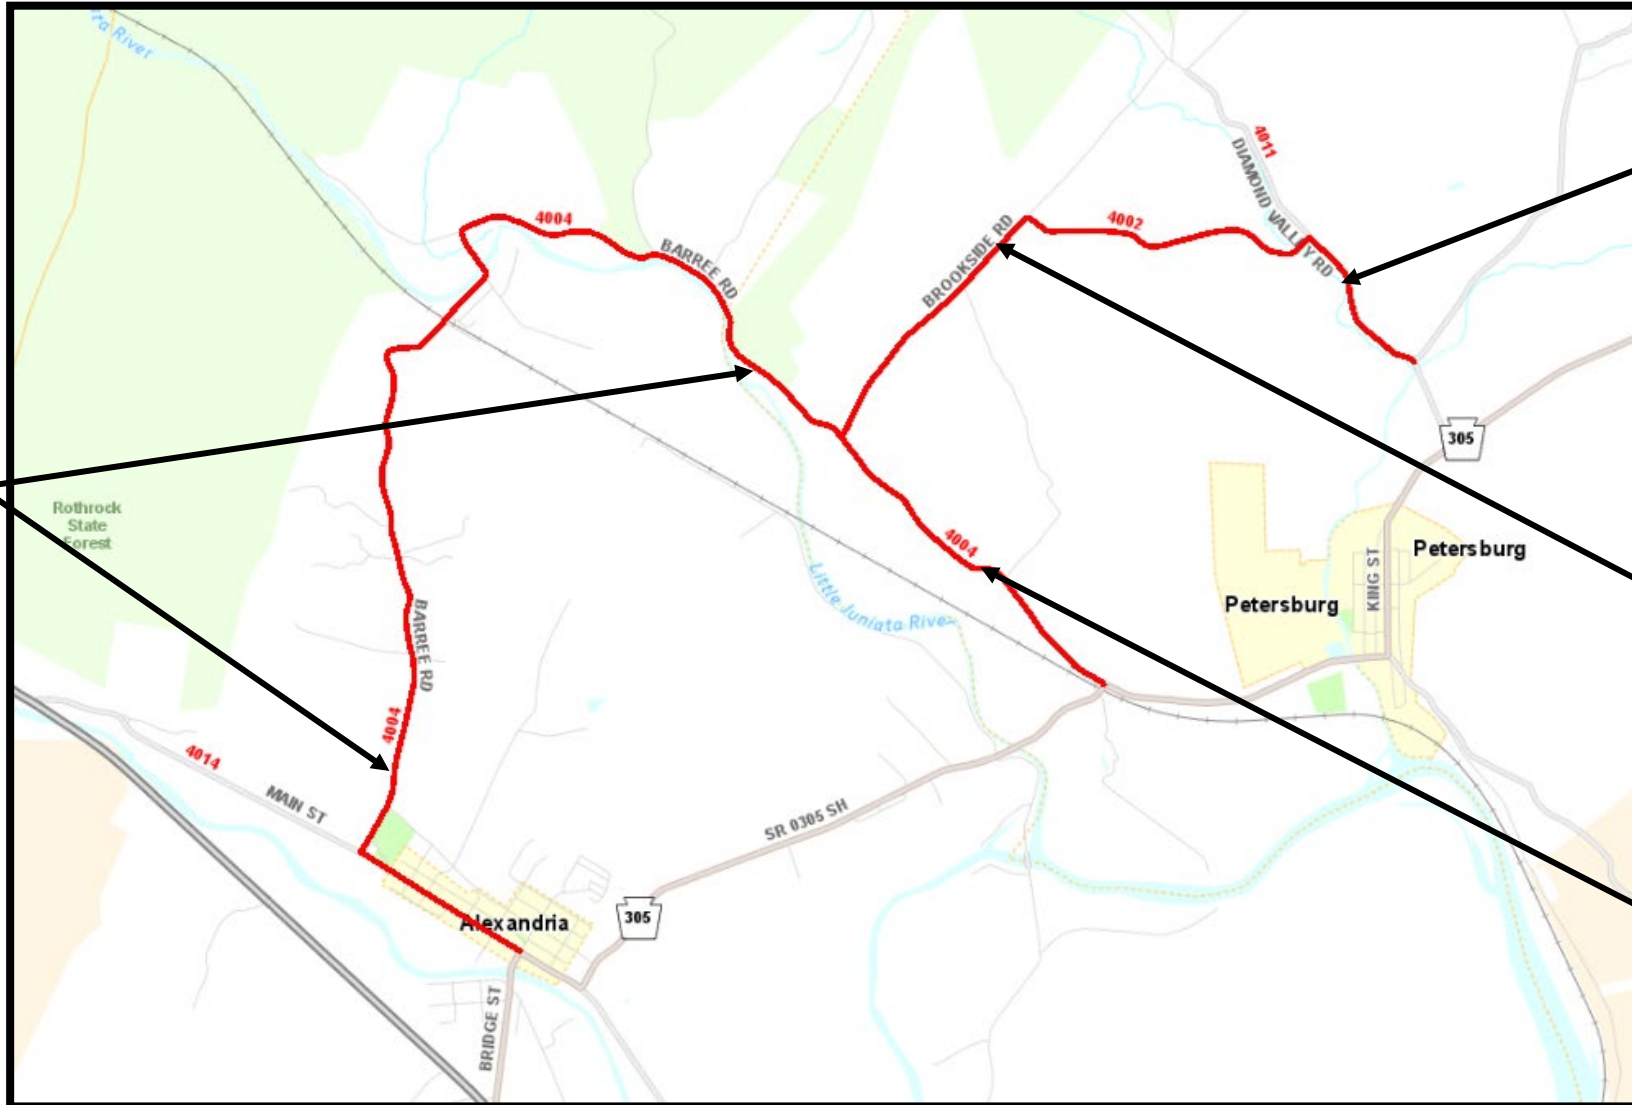 ta River
4011
DIAMOND VALLEY RD
4004
4002
BROOKSIDE RD
BARREE RD
305
Rothrock
State
Forest
4004
Petersburg
KING ST
Petersburg
Little Juniata River
BARREE RD
4004
4014
MAIN ST
SR 0305 SH
Alexandria
305
BRIDGE ST